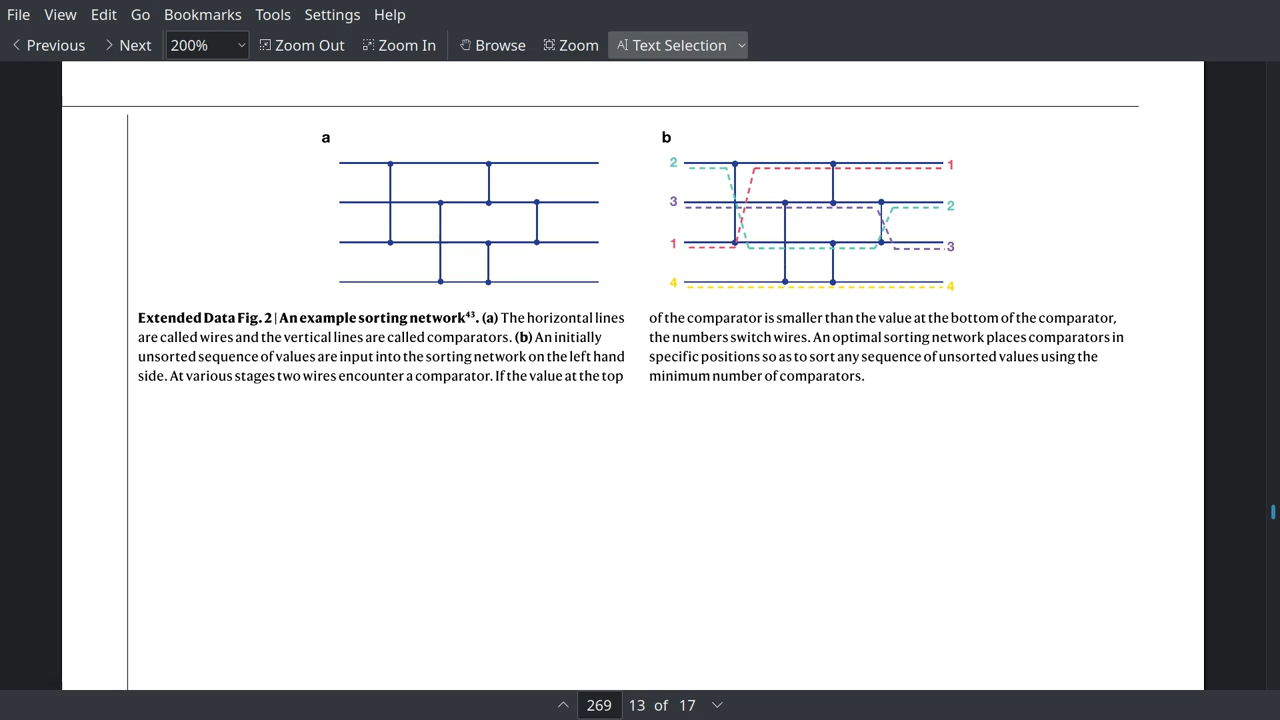 File View Edit Go Bookmarks Tools Settings Help
Previous Next 200% Zoom Out Zoom In Browse Zoom Text Selection
a
b
2 1
3 2
1 3
4 4
Extended Data Fig. 2 | An example sorting network⁴³. (a) The horizontal lines
are called wires and the vertical lines are called comparators. (b) An initially
unsorted sequence of values are input into the sorting network on the left hand
side. At various stages two wires encounter a comparator. If the value at the top
of the comparator is smaller than the value at the bottom of the comparator,
the numbers switch wires. An optimal sorting network places comparators in
specific positions so as to sort any sequence of unsorted values using the
minimum number of comparators.
269 13 of 17